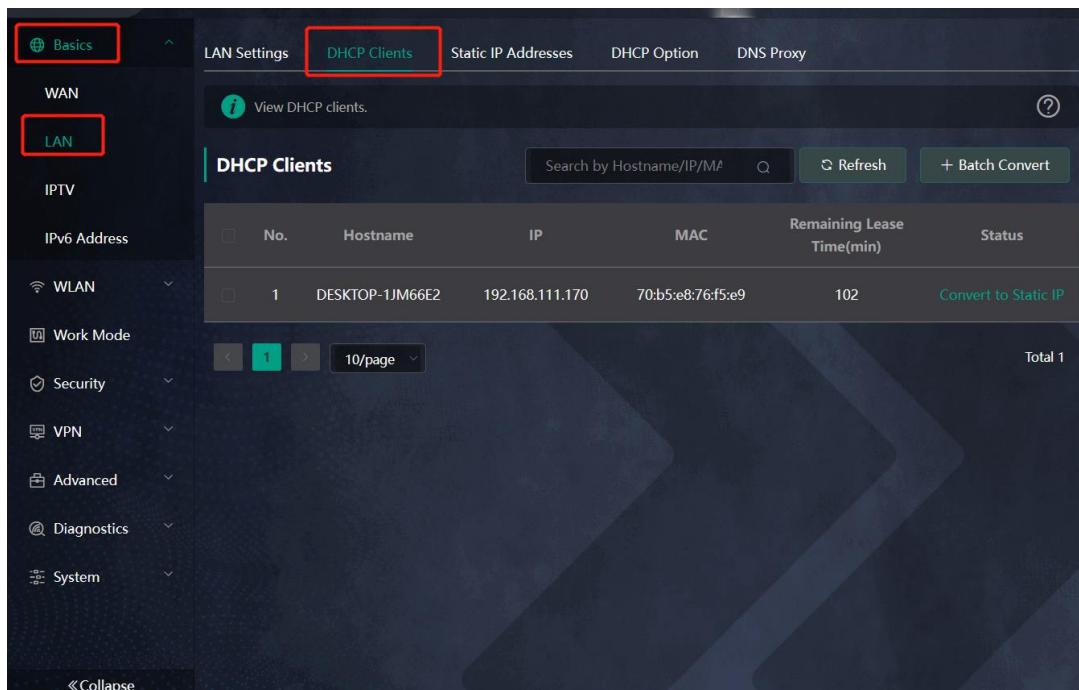 Basics
WAN
LAN
IPTV
IPv6 Address
WLAN
Work Mode
Security
VPN
Advanced
Diagnostics
System
«Collapse
LAN Settings DHCP Clients Static IP Addresses DHCP Option DNS Proxy
i View DHCP clients. ?
DHCP Clients Search by Hostname/IP/MA Refresh + Batch Convert
No. Hostname IP MAC Remaining Lease Status
Time(min)
1 DESKTOP-1JM66E2 192.168.111.170 70:b5:e8:76:f5:e9 102 Convert to Static IP
< 1 > 10/page Total 1